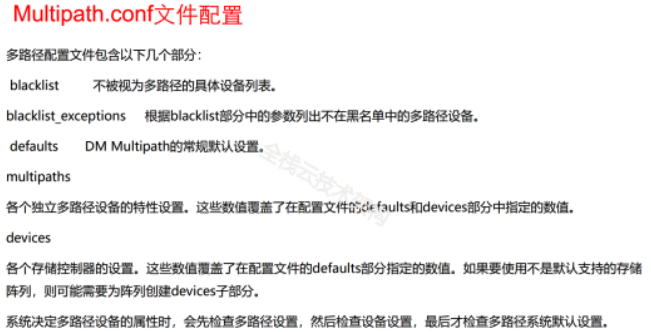 Multipath.conf文件配置
多路径配置文件包含以下几个部分：
blacklist 不被视为多路径的具体设备列表。
blacklist_exceptions 根据blacklist部分中的参数列出不在黑名单中的多路径设备。
defaults DM Multipath的常规默认设置。
multipaths
各个独立多路径设备的特性设置。这些数值覆盖了在配置文件的defaults和devices部分中指定的数值。
devices
各个存储控制器的设置。这些数值覆盖了在配置文件的defaults部分指定的数值。如果要使用不是默认支持的存储
阵列，则可能需要为阵列创建devices子部分。
系统决定多路径设备的属性时，会先检查多路径设置，然后检查设备设置，最后才检查多路径系统默认设置。
全栈云技术架构